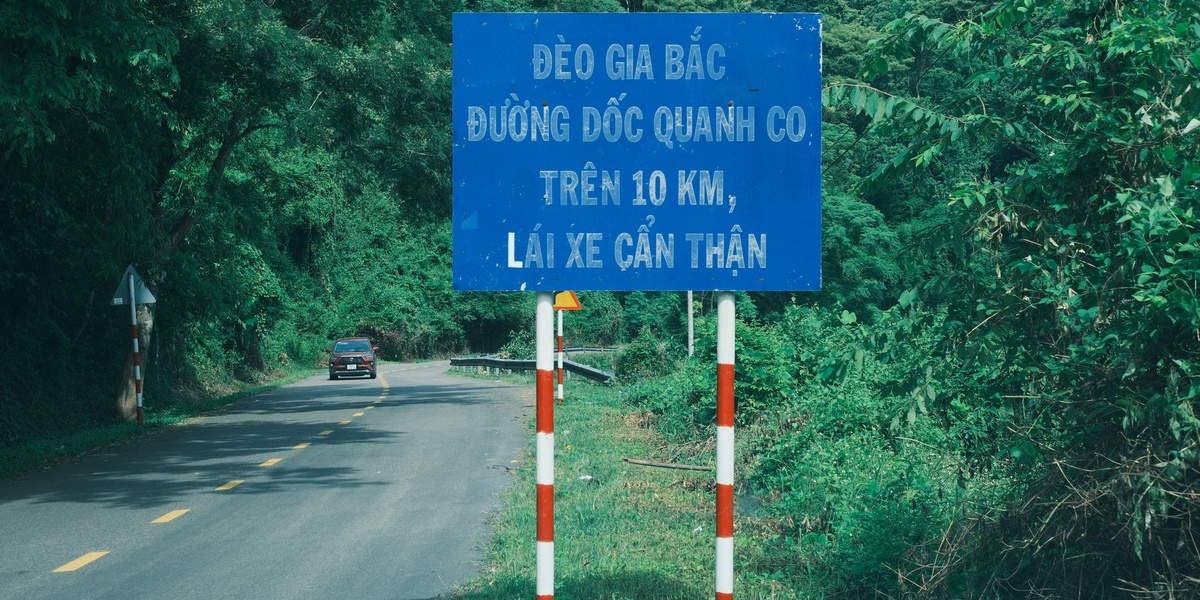 ĐÈO GIA BẮC
ĐƯỜNG DỐC QUANH CO
TRÊN 10 KM,
LÁI XE CẨN THẬN